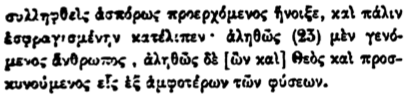 συλληφθεὶς ἀσπόρως προερχόμενος ἤνοιξε, καὶ πάλιν
ἐσφραγισμένην κατέλιπεν· ἀληθῶς (23) μὲν γενό-
μενος ἄνθρωπος, ἀληθῶς δὲ [ὢν καὶ] Θεὸς καὶ προσ-
κυνούμενος εἷς ἐξ ἀμφοτέρων τῶν φύσεων.